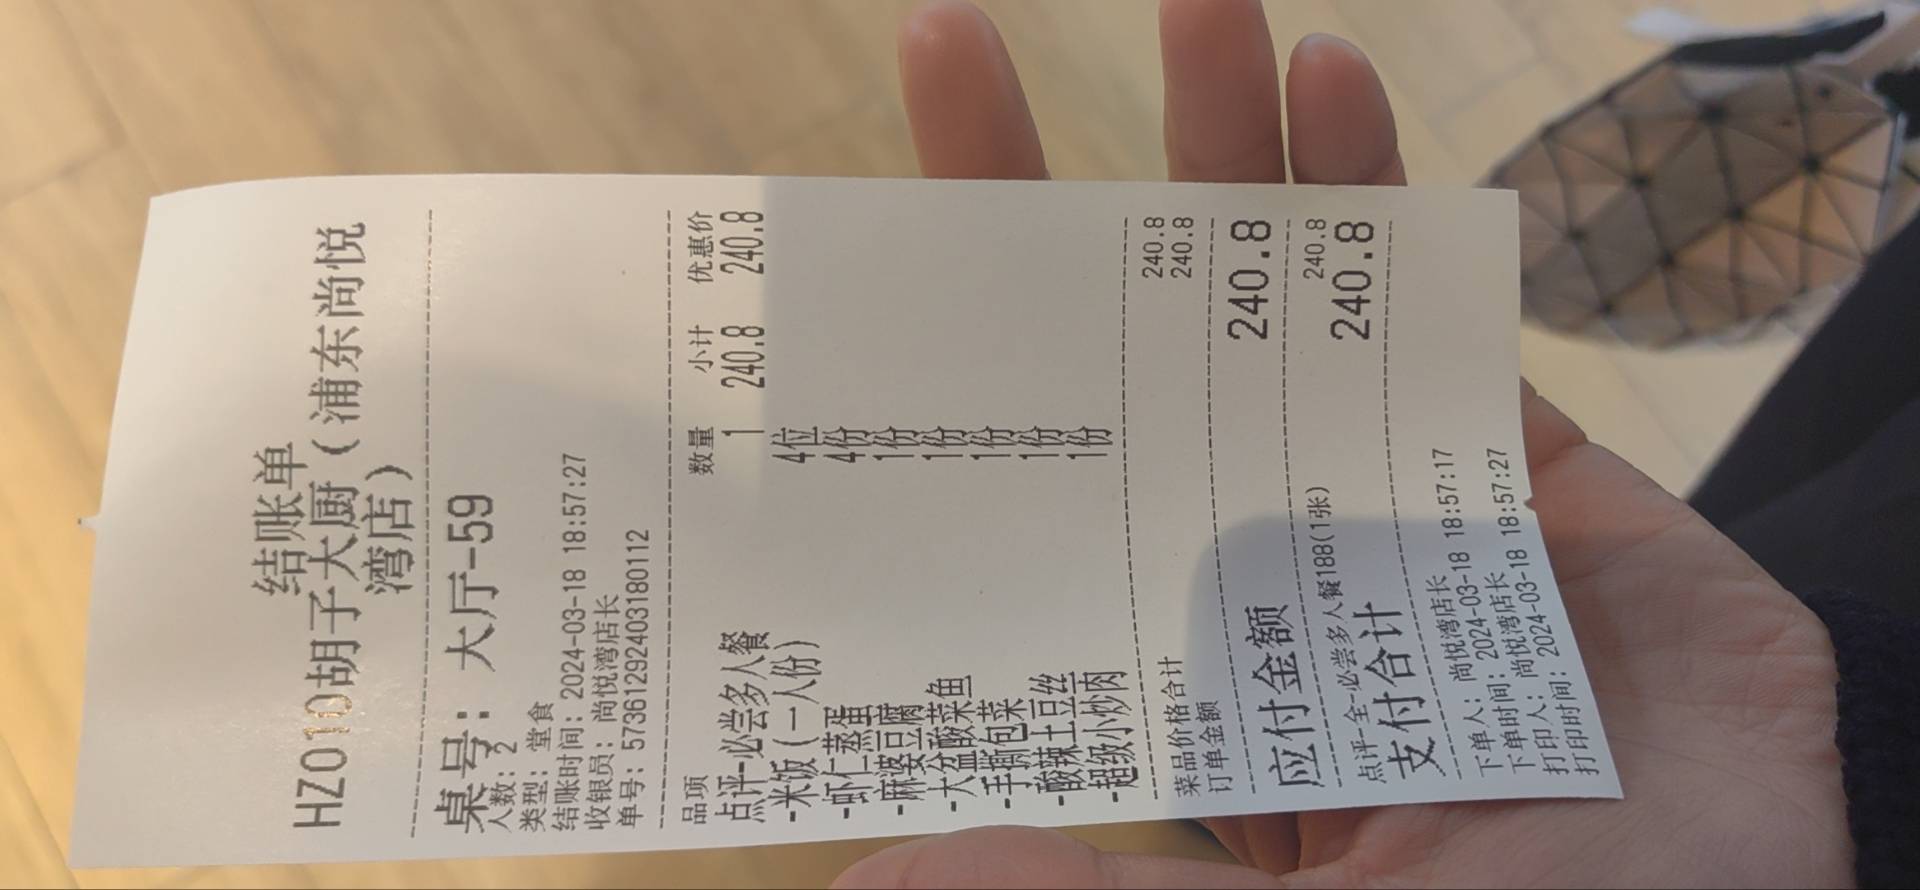 结账单
HZ010胡子大厨(浦东尚悦
湾店)
桌号: 大厅-59
人数: 2
类型: 堂食
结账时间: 2024-03-18 18:57:27
收银员: 尚悦湾店长
单号: 57361292403180112
品项 数量 小计 优惠价
点评-必尝多人餐 1 240.8 240.8
-米饭(一人份) 4位
-虾仁蒸蛋 4份
-麻婆豆腐 1份
-大盆酸菜鱼 1份
-手撕包菜 1份
-酸辣土豆丝 1份
-超级小炒肉 1份
菜品价格合计 240.8
订单金额 240.8
应付金额 240.8
点评-全-必尝多人餐188(1张) 240.8
支付合计 240.8
下单人: 尚悦湾店长
下单时间: 2024-03-18 18:57:17
打印人: 尚悦湾店长
打印时间: 2024-03-18 18:57:27